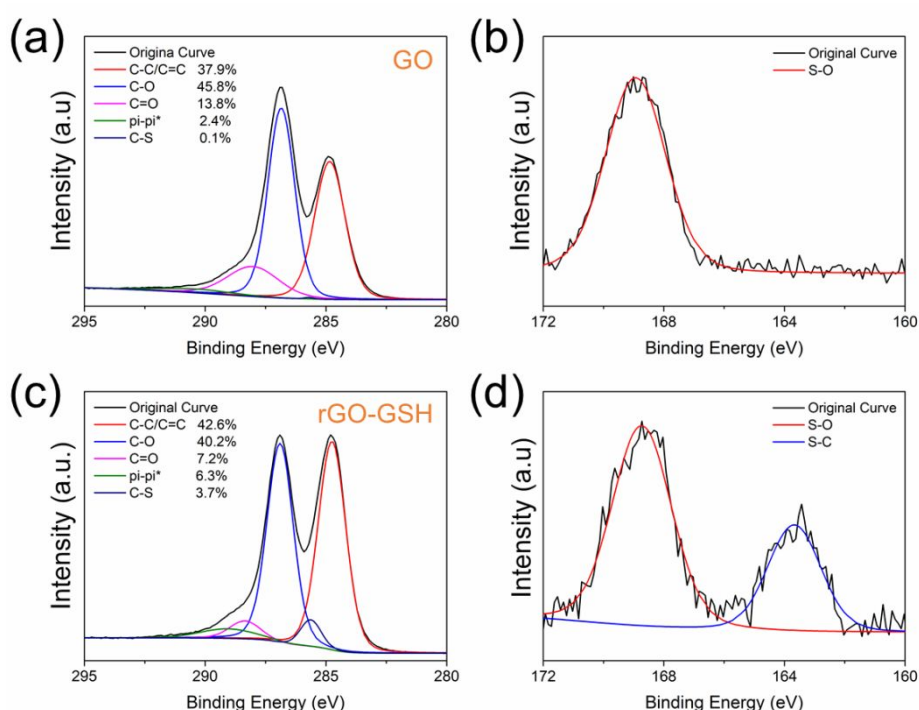 (a)
Origina Curve
C-C/C=C 37.9%
C-O 45.8%
C=O 13.8%
pi-pi* 2.4%
C-S 0.1%
GO
Intensity (a.u)
295 290 285 280
Binding Energy (eV)
(b)
Original Curve
S-O
Intensity (a.u)
172 168 164 160
Binding Energy (eV)
(c)
Original Curve
C-C/C=C 42.6%
C-O 40.2%
C=O 7.2%
pi-pi* 6.3%
C-S 3.7%
rGO-GSH
Intensity (a.u.)
295 290 285 280
Binding Energy (eV)
(d)
Original Curve
S-O
S-C
Intensity (a.u.)
172 168 164 160
Binding Energy (eV)